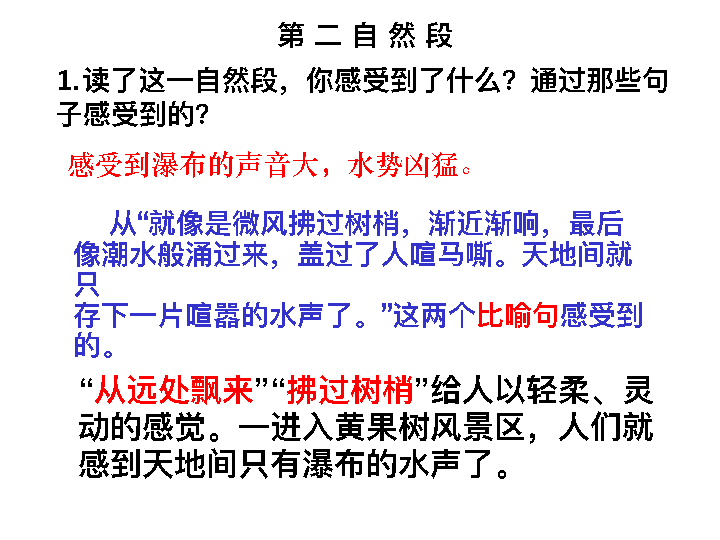 第 二 自 然 段
1.读了这一自然段，你感受到了什么？通过那些句
子感受到的？
感受到瀑布的声音大，水势凶猛。
从“就像是微风拂过树梢，渐近渐响，最后
像潮水般涌过来，盖过了人喧马嘶。天地间就
只
存下一片喧嚣的水声了。”这两个比喻句感受到
的。
“从远处飘来”“拂过树梢”给人以轻柔、灵
动的感觉。一进入黄果树风景区，人们就
感到天地间只有瀑布的水声了。